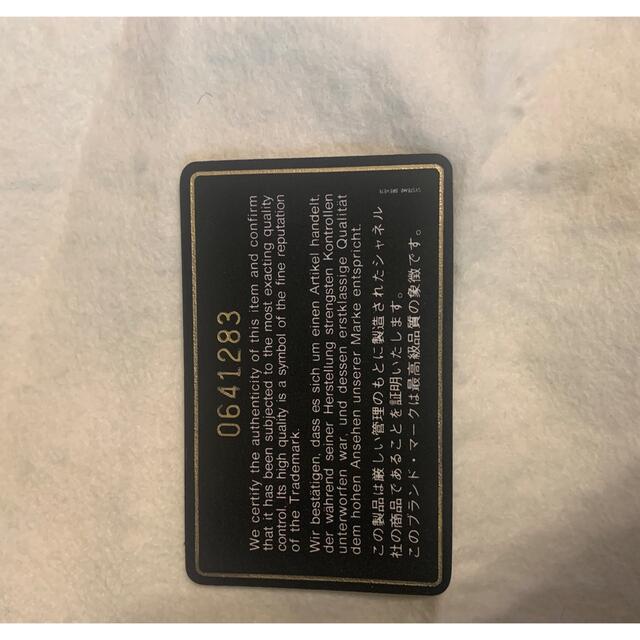 0641283
We certify the authenticity of this item and confirm
that it has been subjected to the most exacting quality
control. Its high quality is a symbol of the fine reputation
of the Trademark.
Wir bestätigen, dass es sich um einen Artikel handelt,
der während seiner Herstellung strengsten Kontrollen
unterworfen war, und dessen erstklassige Qualität
dem hohen Ansehen unserer Marke entspricht.
この製品は厳しい管理のもとに製造されたシャネル
社の商品であることを証明いたします。
このブランド・マークは最高級品質の象徴です。